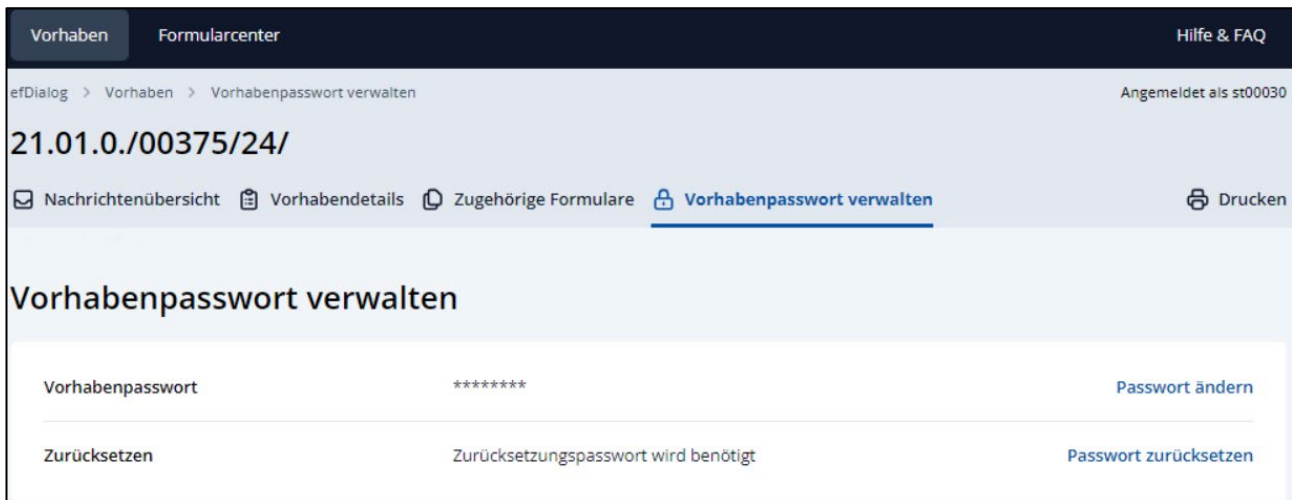 Vorhaben Formularcenter Hilfe & FAQ
efDialog > Vorhaben > Vorhabenpasswort verwalten Angemeldet als st00030
21.01.0./00375/24/
Nachrichtenübersicht Vorhabendetails Zugehörige Formulare Vorhabenpasswort verwalten Drucken
Vorhabenpasswort verwalten
Vorhabenpasswort ******** Passwort ändern
Zurücksetzen Zurücksetzungspasswort wird benötigt Passwort zurücksetzen